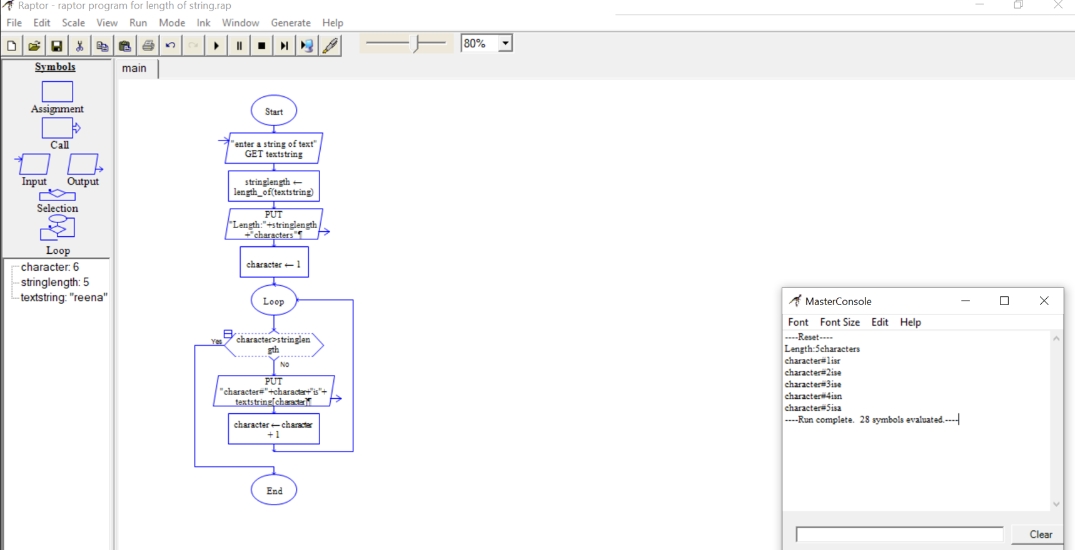 Raptor - raptor program for length of string.rap
File Edit Scale View Run Mode Ink Window Generate Help
80%
Symbols
Assignment
Call
Input Output
Selection
Loop
character: 6
stringlength: 5
textstring: "reena"
main
Start
"enter a string of text"
GET textstring
stringlength ←
length_of(textstring)
PUT
"Length:"+stringlength
+"characters"¶
character ← 1
Loop
character>stringlen
gth
Yes
No
PUT
"character#"+character+"is"+
textstring[character]¶
character ← character
+ 1
End
MasterConsole
Font Font Size Edit Help
----Reset----
Length:5characters
character#1isr
character#2ise
character#3ise
character#4isn
character#5isa
----Run complete. 28 symbols evaluated.----
Clear